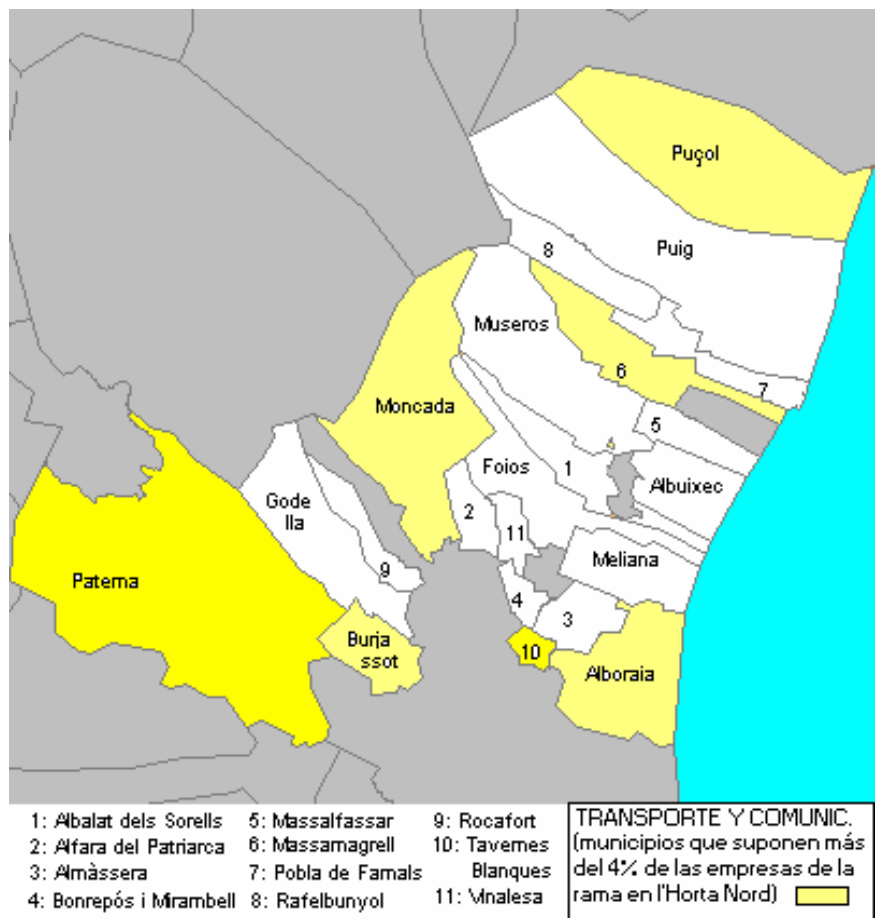 Puçol
Puig
8
Museros
6
7
Moncada
5
Foios
1
Albuixec
Gode
lla
2
11
Meliana
Paterna
9
4
3
Burja
ssot
10
Alboraia
1: Albalat dels Sorells
2: Alfara del Patriarca
3: Almàssera
4: Bonrepós i Mirambell
5: Massalfassar
6: Massamagrell
7: Pobla de Farnals
8: Rafelbunyol
9: Rocafort
10: Tavernes
Blanques
11: Vinalesa
TRANSPORTE Y COMUNIC.
(municipios que suponen más
del 4% de las empresas de la
rama en l'Horta Nord)